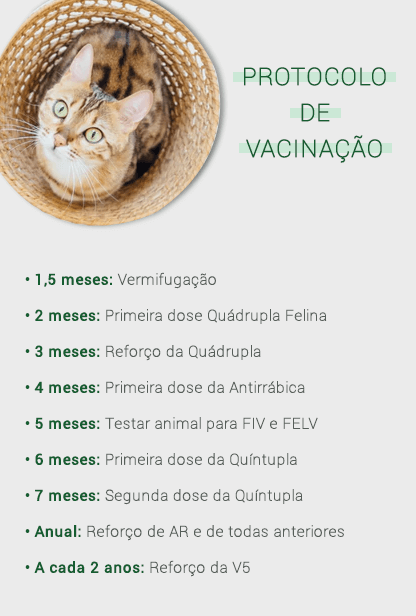 PROTOCOLO
DE
VACINAÇÃO
• 1,5 meses: Vermifugação
• 2 meses: Primeira dose Quádrupla Felina
• 3 meses: Reforço da Quádrupla
• 4 meses: Primeira dose da Antirrábica
• 5 meses: Testar animal para FIV e FELV
• 6 meses: Primeira dose da Quíntupla
• 7 meses: Segunda dose da Quíntupla
• Anual: Reforço de AR e de todas anteriores
• A cada 2 anos: Reforço da V5